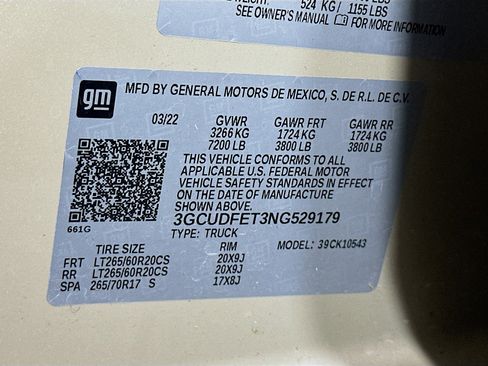 524 KG / 1155 LBS
SEE OWNER'S MANUAL FOR MORE INFORMATION
gm
MFD BY GENERAL MOTORS DE MEXICO, S. DE R.L. DE C.V.
03/22 GVWR GAWR FRT GAWR RR
3266 KG 1724 KG 1724 KG
7200 LB 3800 LB 3800 LB
THIS VEHICLE CONFORMS TO ALL
APPLICABLE U.S. FEDERAL MOTOR
VEHICLE SAFETY STANDARDS IN EFFECT
ON THE DATE OF MANUFACTURE
SHOWN ABOVE.
661G 3GCUDFET3NG529179
TYPE: TRUCK MODEL: 39CK10543
TIRE SIZE RIM
FRT LT265/60R20CS 20X9J
RR LT265/60R20CS 20X9J
SPA 265/70R17 S 17X8J